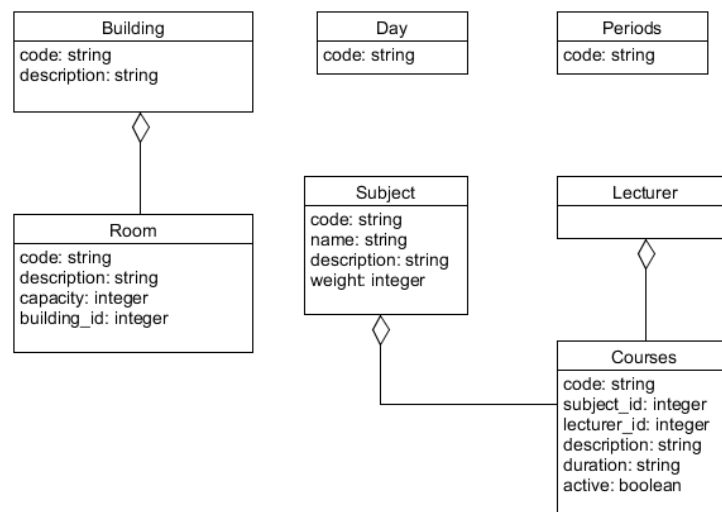 Building
code: string
description: string
Day
code: string
Periods
code: string
Room
code: string
description: string
capacity: integer
building_id: integer
Subject
code: string
name: string
description: string
weight: integer
Lecturer
Courses
code: string
subject_id: integer
lecturer_id: integer
description: string
duration: string
active: boolean